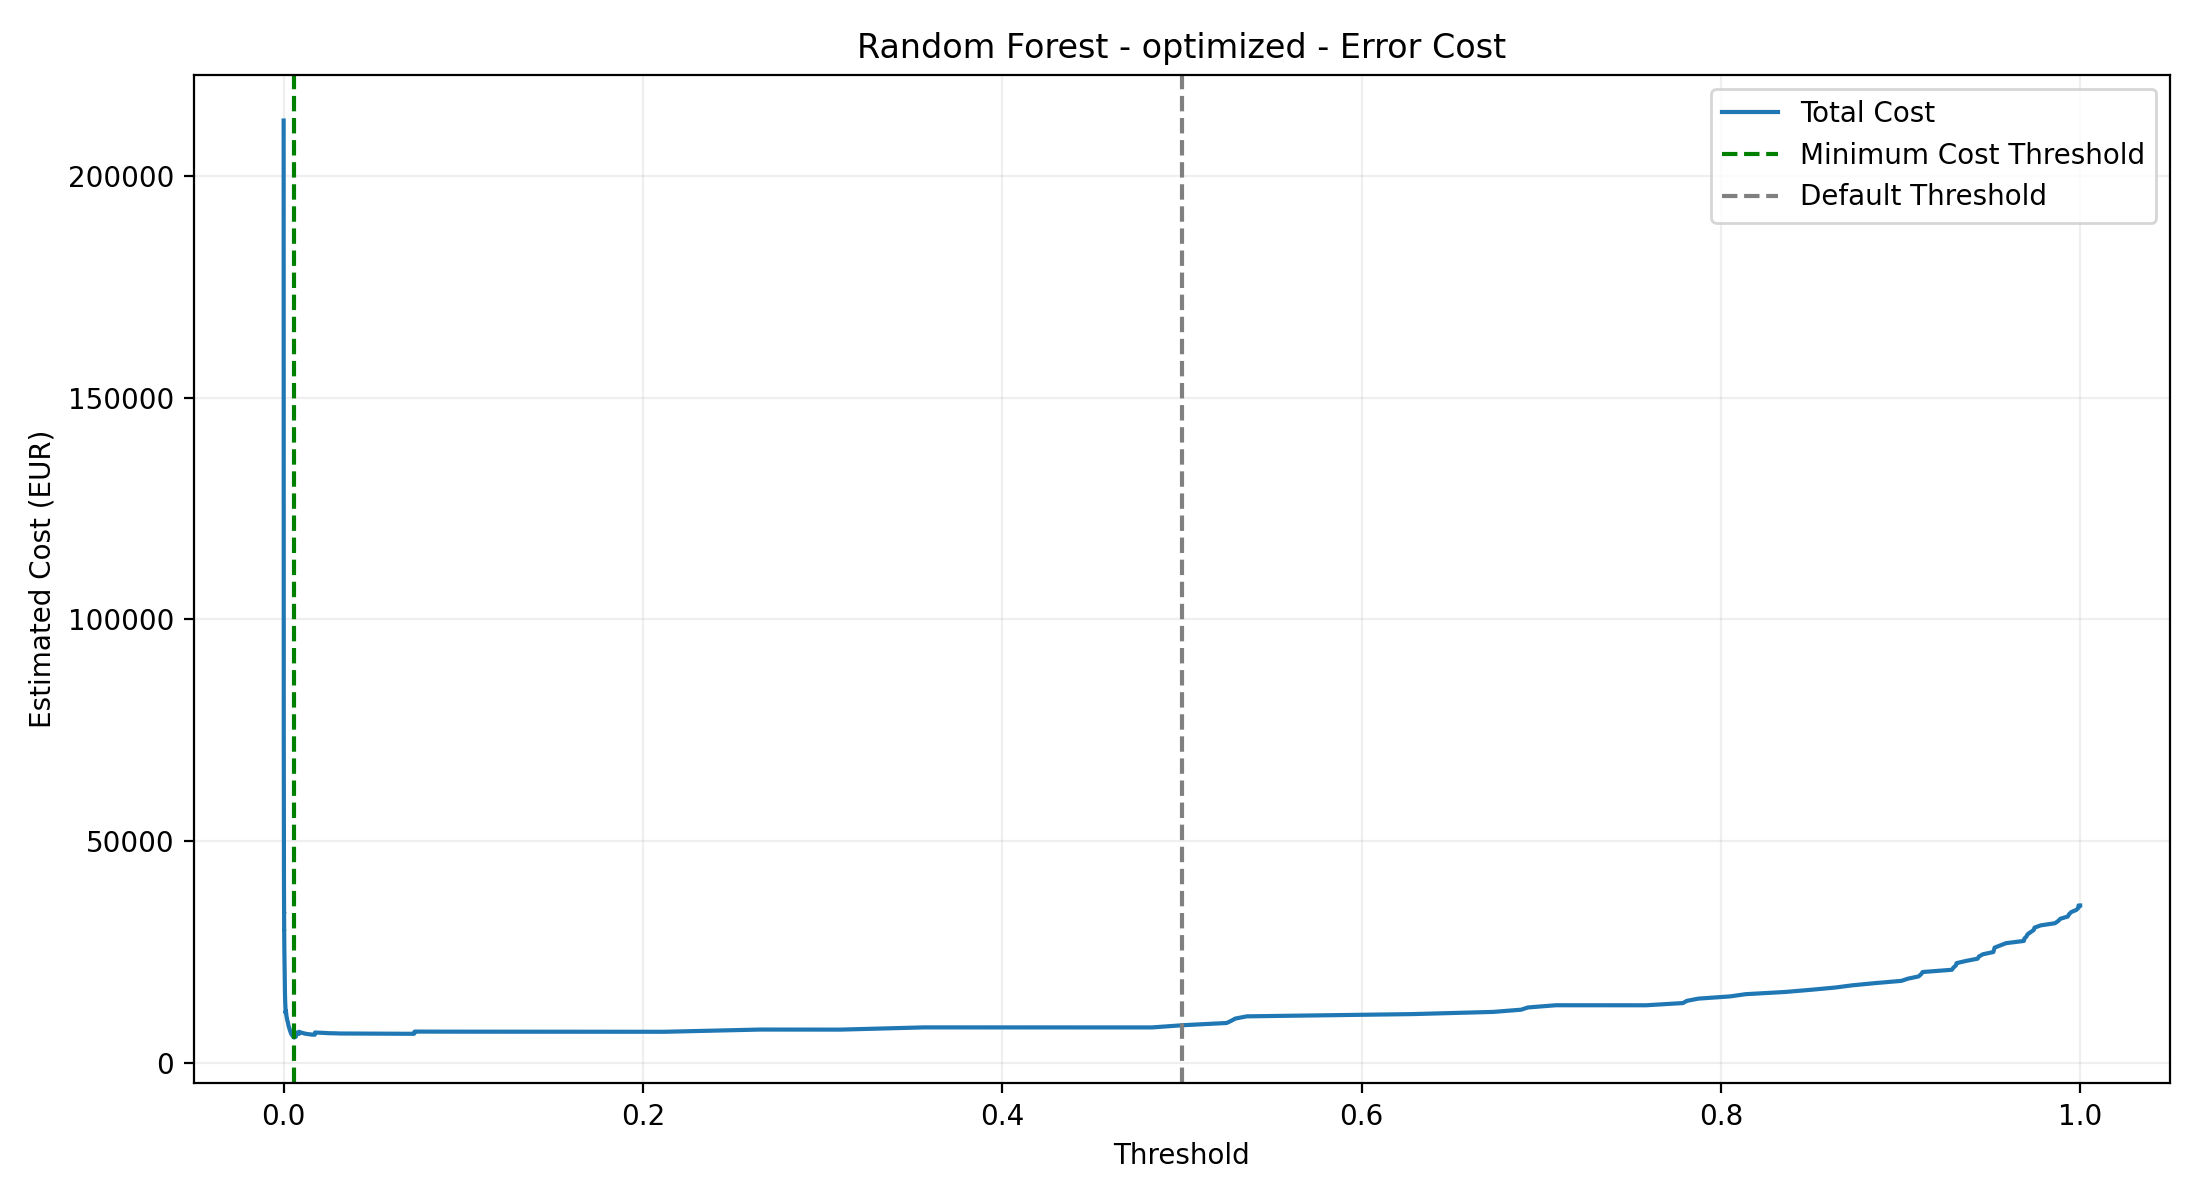 Random Forest - optimized - Error Cost
Total Cost
Minimum Cost Threshold
Default Threshold
Estimated Cost (EUR)
200000
150000
100000
50000
0
0.0 0.2 0.4 0.6 0.8 1.0
Threshold